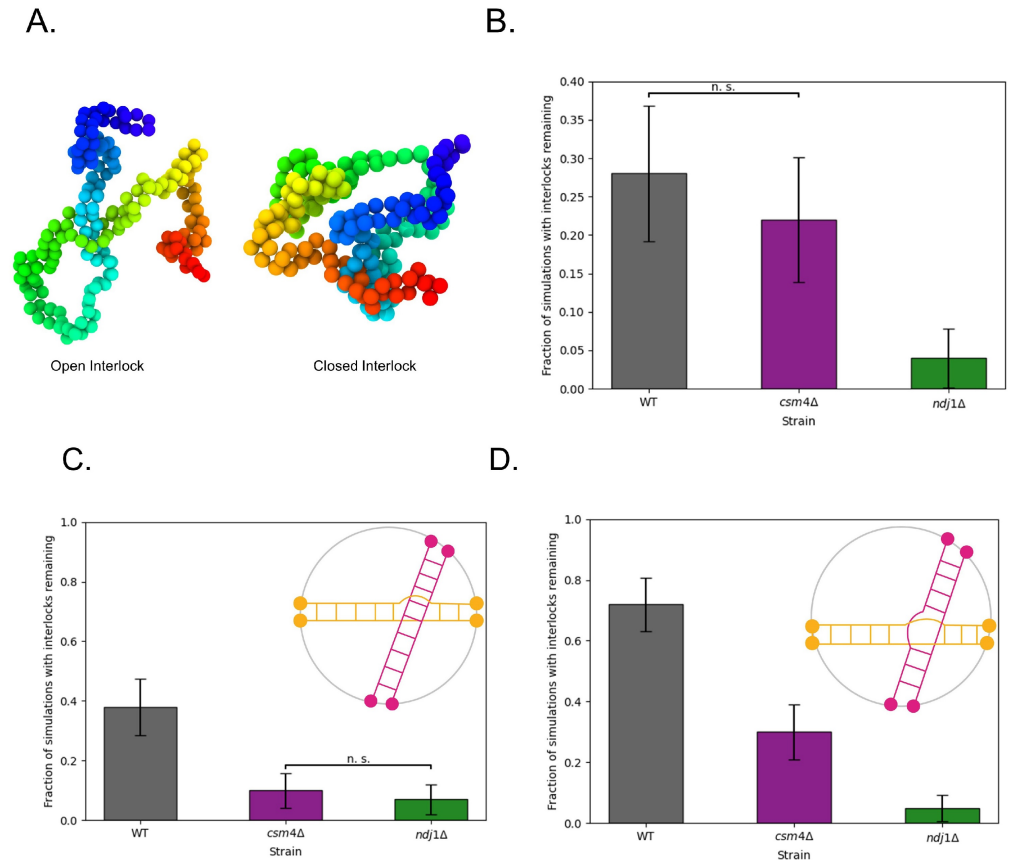 A.
Open Interlock
Closed Interlock
B.
Fraction of simulations with interlocks remaining
0.40
0.35
0.30
0.25
0.20
0.15
0.10
0.05
0.00
n. s.
WT
csm4Δ
ndj1Δ
Strain
C.
Fraction of simulations with interlocks remaining
1.0
0.8
0.6
0.4
0.2
0.0
n. s.
WT
csm4Δ
ndj1Δ
Strain
D.
Fraction of simulations with interlocks remaining
1.0
0.8
0.6
0.4
0.2
0.0
WT
csm4Δ
ndj1Δ
Strain